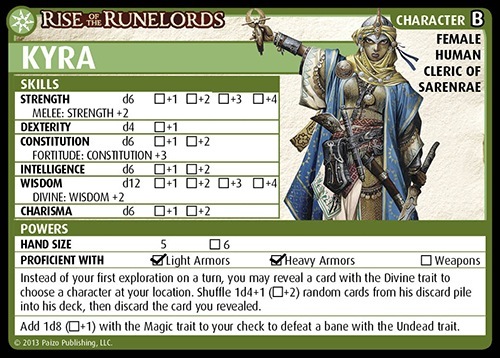 RISE OF THE RUNELORDS
CHARACTER B
KYRA
FEMALE
HUMAN
CLERIC OF
SARENRAE
SKILLS
STRENGTH d6 ☐+1 ☐+2 ☐+3 ☐+4
MELEE: STRENGTH +2
DEXTERITY d4 ☐+1
CONSTITUTION d6 ☐+1 ☐+2
FORTITUDE: CONSTITUTION +3
INTELLIGENCE d6 ☐+1 ☐+2
WISDOM d12 ☐+1 ☐+2 ☐+3 ☐+4
DIVINE: WISDOM +2
CHARISMA d6 ☐+1 ☐+2
POWERS
HAND SIZE 5 ☐ 6
PROFICIENT WITH ☑ Light Armors ☑ Heavy Armors ☐ Weapons
Instead of your first exploration on a turn, you may reveal a card with the Divine trait to
choose a character at your location. Shuffle 1d4+1 (☐+2) random cards from his discard pile
into his deck, then discard the card you revealed.
Add 1d8 (☐+1) with the Magic trait to your check to defeat a bane with the Undead trait.
© 2013 Paizo Publishing, LLC.